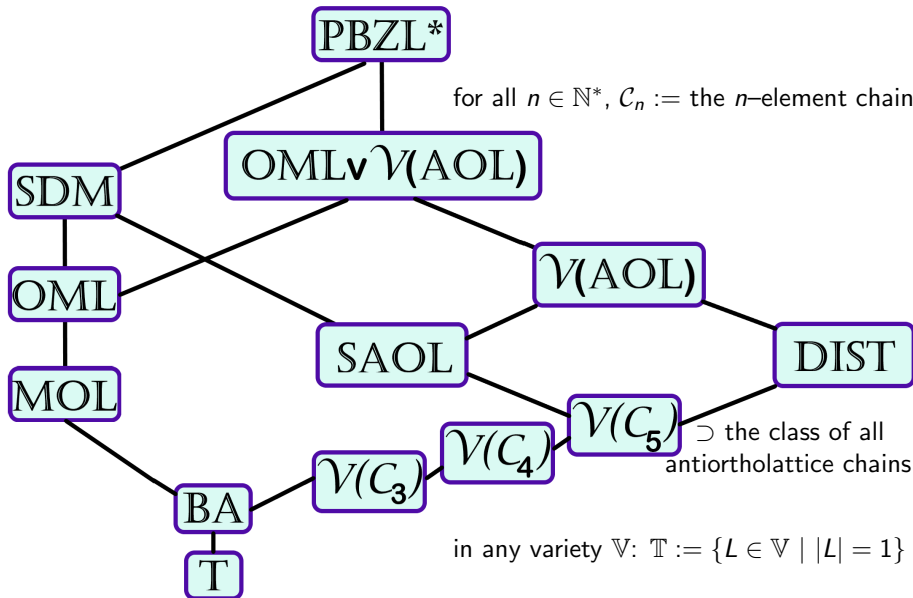 PBZL*
for all n ∈ ℕ*, 𝒞ₙ := the n–element chain
OML∨𝒱(AOL)
SDM
𝒱(AOL)
OML
SAOL
DIST
MOL
𝒱(C₅)
⊃ the class of all
antiortholattice chains
𝒱(C₄)
𝒱(C₃)
BA
in any variety 𝕍: 𝕋 := {L ∈ 𝕍 | |L| = 1}
T